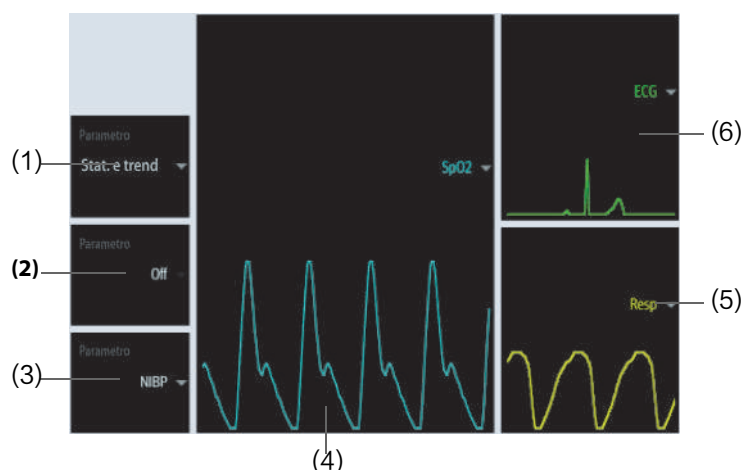 (1)
Parametro
Stat. e trend
(2)
Parametro
Off
(3)
Parametro
NIBP
SpO2
(4)
ECG
(6)
Resp
(5)